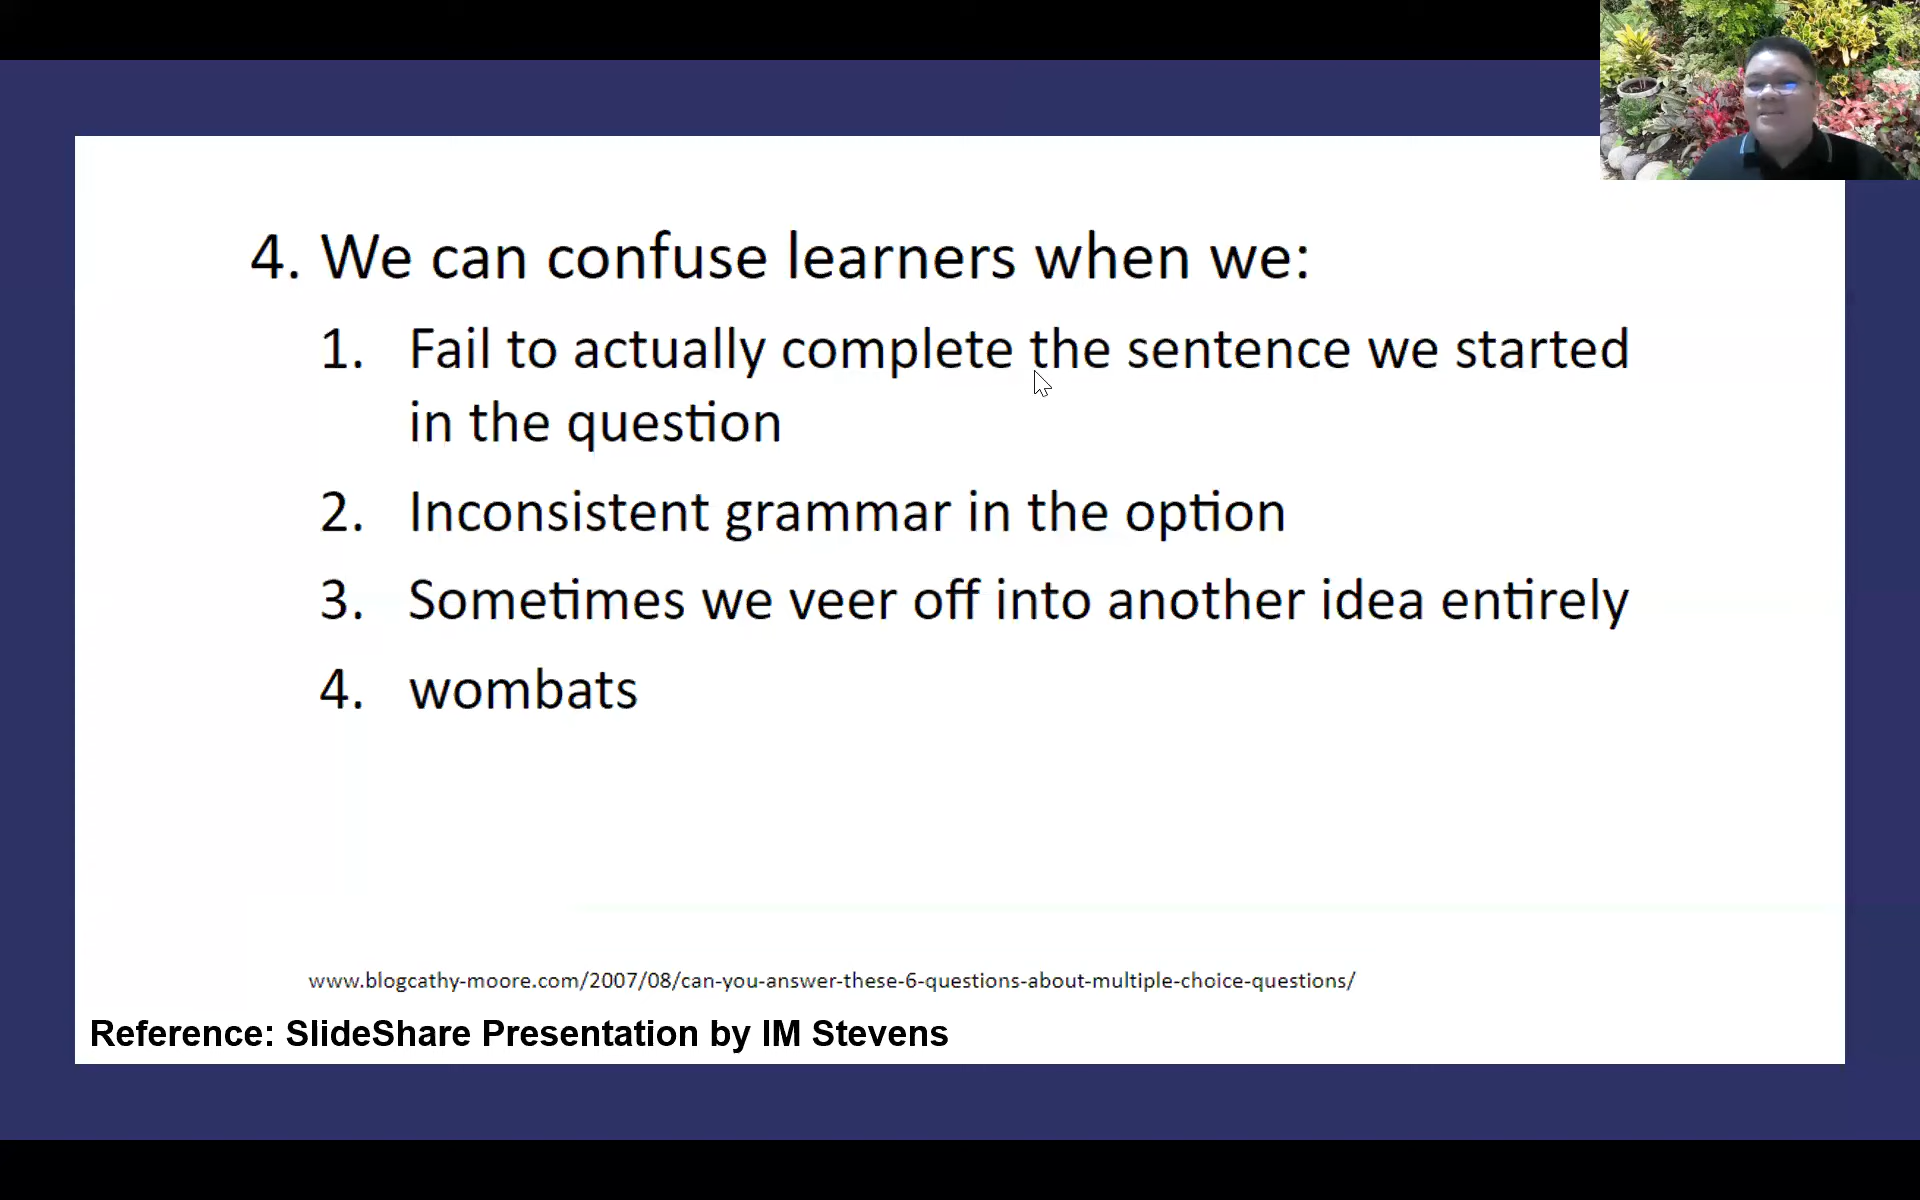 4. We can confuse learners when we:
1. Fail to actually complete the sentence we started
in the question
2. Inconsistent grammar in the option
3. Sometimes we veer off into another idea entirely
4. wombats
www.blogcathy-moore.com/2007/08/can-you-answer-these-6-questions-about-multiple-choice-questions/
Reference: SlideShare Presentation by IM Stevens